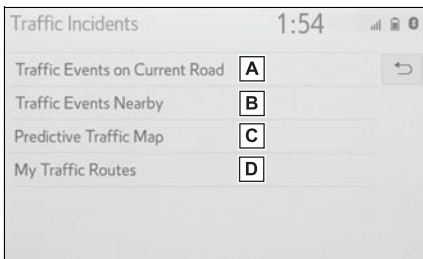 Traffic Incidents 1:54
Traffic Events on Current Road A
Traffic Events Nearby B
Predictive Traffic Map C
My Traffic Routes D